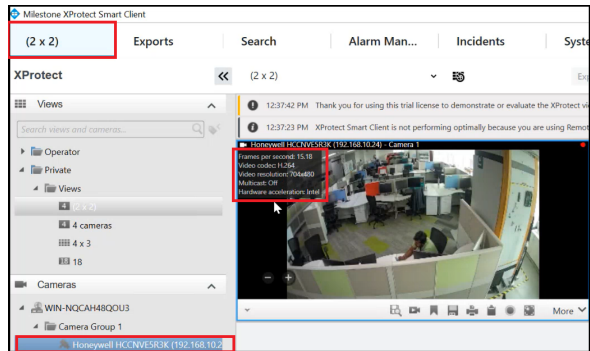 Milestone XProtect Smart Client
(2 x 2) Exports Search Alarm Man... Incidents Syste
XProtect (2 x 2) Exp
Views 12:37:42 PM Thank you for using this trial license to demonstrate or evaluate the XProtect vi
Search views and cameras... 12:37:23 PM XProtect Smart Client is not performing optimally because you are using Remot
Honeywell HCCNVE5R3K (192.168.10.24) - Camera 1
Frames per second: 15.18
Video codec: H.264
Video resolution: 704x480
Multicast: Off
Hardware acceleration: Intel
Operator
Private
Views
4 (2 x 2)
4 4 cameras
4 x 3
18
Cameras
WIN-NQCAH48QOU3
Camera Group 1
Honeywell HCCNVE5R3K (192.168.10.2
More